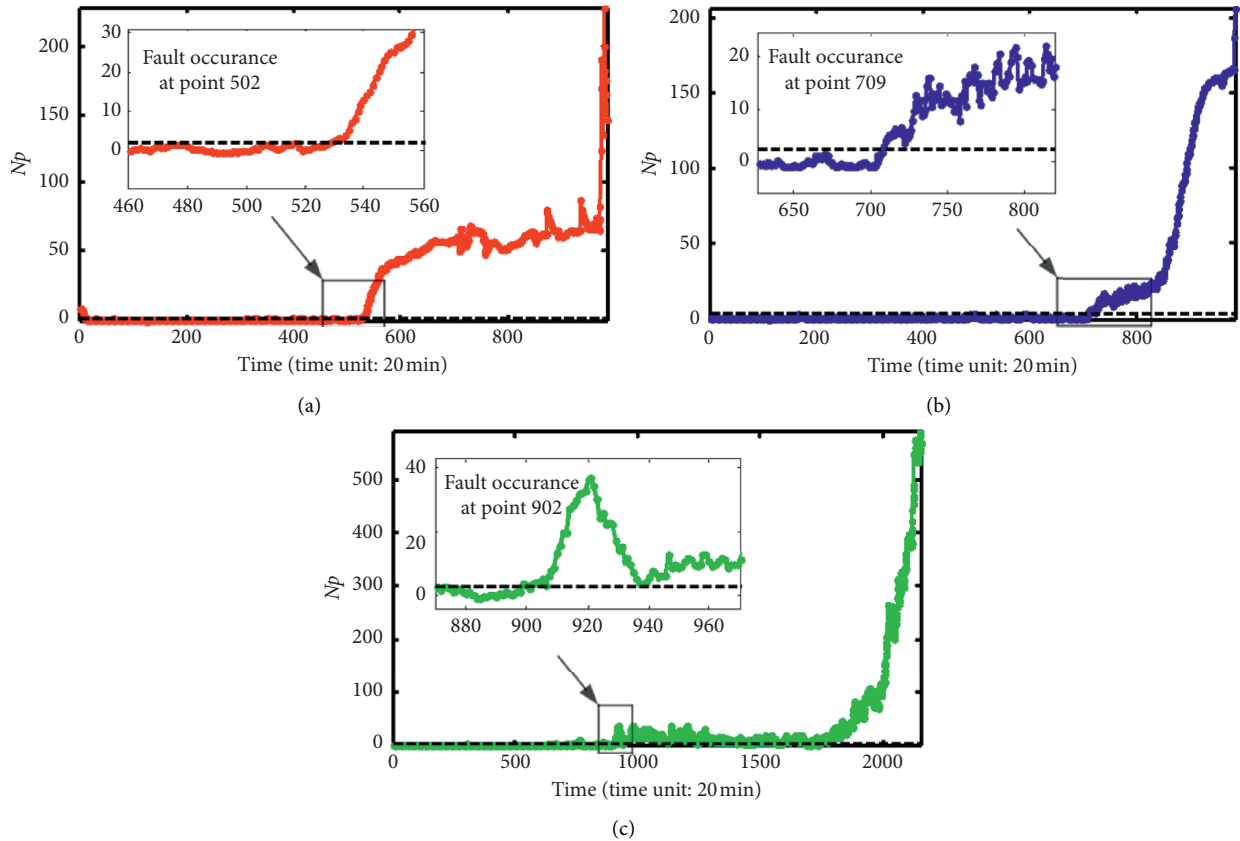 200
150
100
50
0
Np
30
20
10
0
Fault occurance
at point 502
460 480 500 520 540 560
0 200 400 600 800
Time (time unit: 20 min)
(a)
200
150
100
50
0
Np
20
10
0
Fault occurance
at point 709
650 700 750 800
0 200 400 600 800
Time (time unit: 20 min)
(b)
500
400
300
200
100
0
Np
40
20
0
Fault occurance
at point 902
880 900 920 940 960
0 500 1000 1500 2000
Time (time unit: 20 min)
(c)